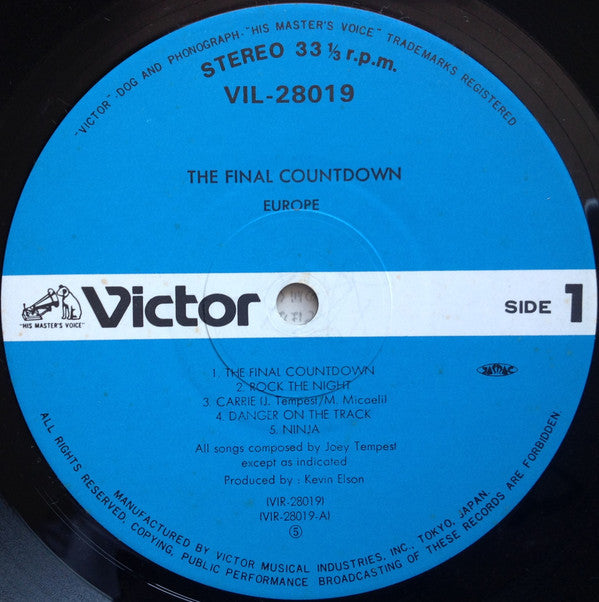 "VICTOR"-DOG AND PHONOGRAPH-"HIS MASTER'S VOICE" TRADEMARKS REGISTERED
STEREO 33 ⅓ r.p.m.
VIL-28019
THE FINAL COUNTDOWN
EUROPE
"HIS MASTER'S VOICE"
Victor
SIDE 1
1. THE FINAL COUNTDOWN
2. ROCK THE NIGHT
3. CARRIE (J. Tempest/M. Micaeli)
4. DANGER ON THE TRACK
5. NINJA
All songs composed by Joey Tempest
except as indicated
Produced by : Kevin Elson
(VIR-28019)
(VIR-28019-A)
Ⓢ
ALL RIGHTS RESERVED, COPYING, PUBLIC PERFORMANCE BROADCASTING OF THESE RECORDS ARE FORBIDDEN.
MANUFACTURED BY VICTOR MUSICAL INDUSTRIES, INC., TOKYO, JAPAN.